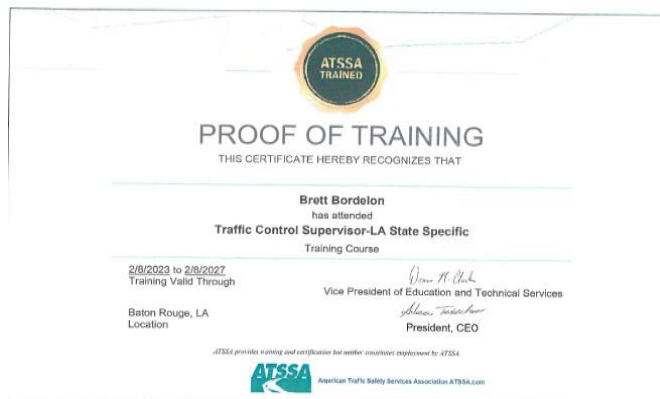 ATSSA
TRAINED
PROOF OF TRAINING
THIS CERTIFICATE HEREBY RECOGNIZES THAT
Brett Bordelon
has attended
Traffic Control Supervisor-LA State Specific
Training Course
2/8/2023 to 2/8/2027
Training Valid Through
Vice President of Education and Technical Services
Baton Rouge, LA
Location
President, CEO
ATSSA provides training and certification but neither constitutes employment by ATSSA.
ATSSA
American Traffic Safety Services Association ATSSA.com